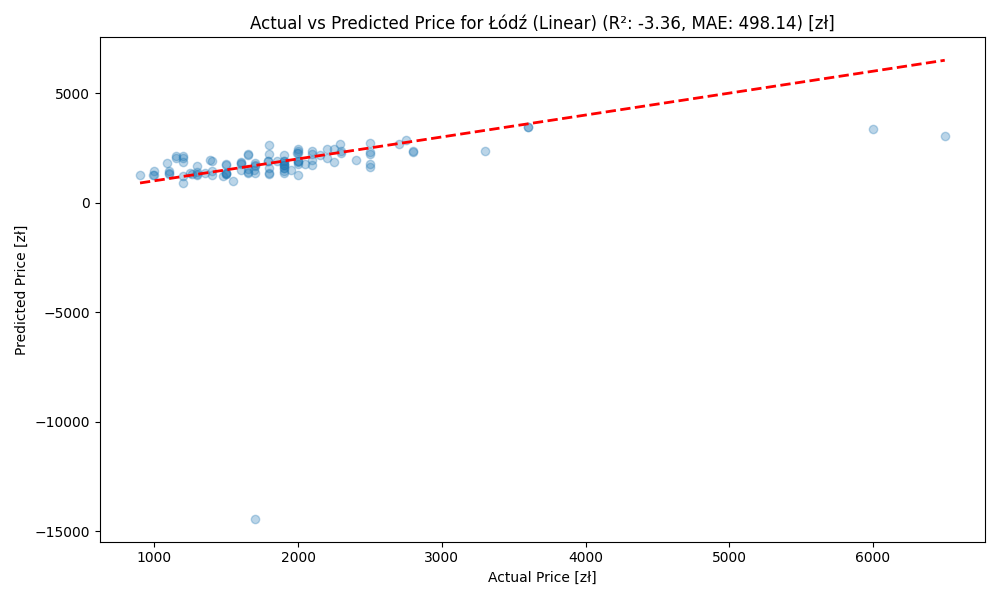 Actual vs Predicted Price for Łódź (Linear) (R²: -3.36, MAE: 498.14) [zł]
Predicted Price [zł]
5000
0
−5000
−10000
−15000
1000 2000 3000 4000 5000 6000
Actual Price [zł]